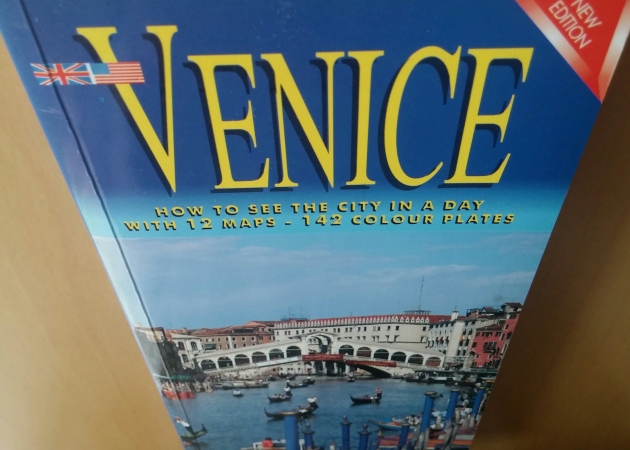 NEW
EDITION
VENICE
HOW TO SEE THE CITY IN A DAY
WITH 12 MAPS - 142 COLOUR PLATES